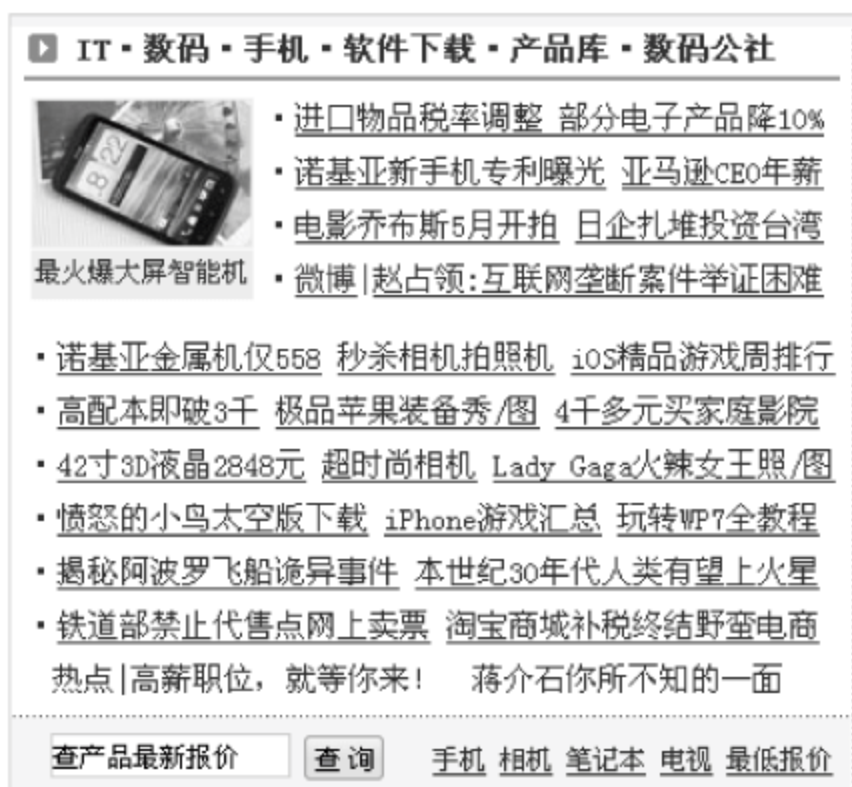 IT·数码·手机·软件下载·产品库·数码公社
·进口物品税率调整 部分电子产品降10%
·诺基亚新手机专利曝光 亚马逊CEO年薪
·电影乔布斯5月开拍 日企扎堆投资台湾
最火爆大屏智能机
·微博|赵占领:互联网垄断案件举证困难
·诺基亚金属机仅558 秒杀相机拍照机 iOS精品游戏周排行
·高配本即破3千 极品苹果装备秀/图 4千多元买家庭影院
·42寸3D液晶2848元 超时尚相机 Lady Gaga火辣女王照/图
·愤怒的小鸟太空版下载 iPhone游戏汇总 玩转WP7全教程
·揭秘阿波罗飞船诡异事件 本世纪30年代人类有望上火星
·铁道部禁止代售点网上卖票 淘宝商城补税终结野蛮电商
热点|高薪职位，就等你来! 蒋介石你所不知的一面
查产品最新报价 查询 手机 相机 笔记本 电视 最低报价